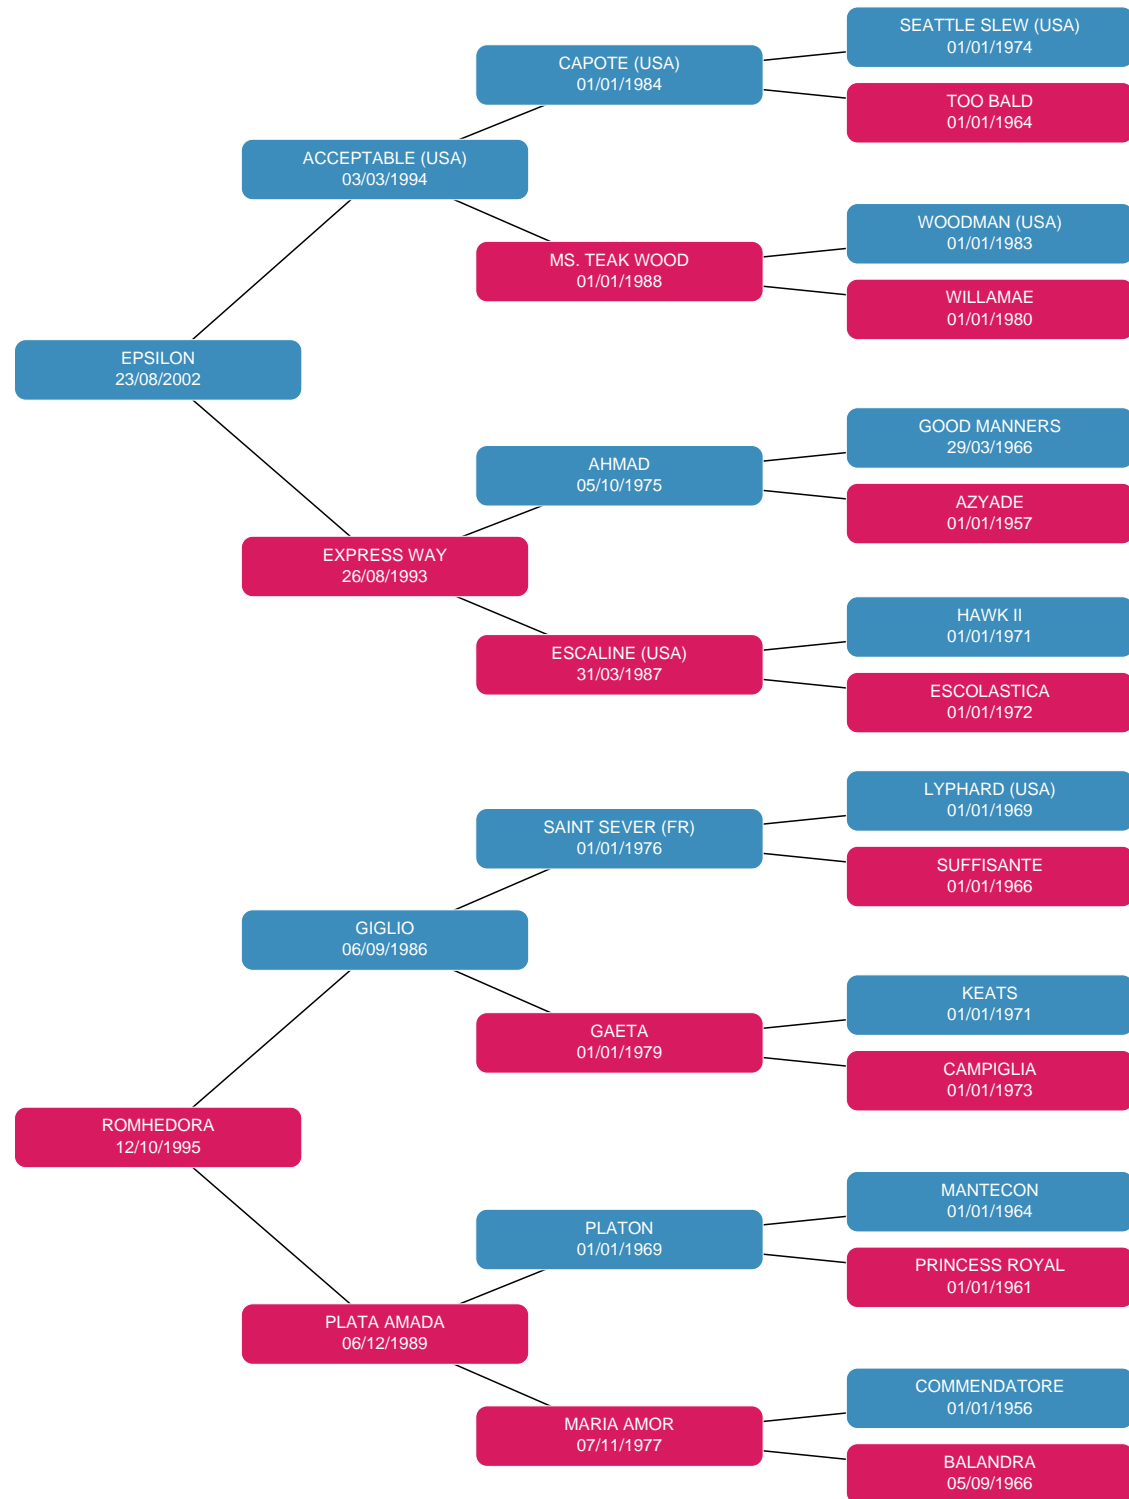 SEATTLE SLEW (USA)
01/01/1974
CAPOTE (USA)
01/01/1984
TOO BALD
01/01/1964
ACCEPTABLE (USA)
03/03/1994
WOODMAN (USA)
01/01/1983
MS. TEAK WOOD
01/01/1988
WILLAMAE
01/01/1980
EPSILON
23/08/2002
GOOD MANNERS
29/03/1966
AHMAD
05/10/1975
AZYADE
01/01/1957
EXPRESS WAY
26/08/1993
HAWK II
01/01/1971
ESCALINE (USA)
31/03/1987
ESCOLASTICA
01/01/1972
LYPHARD (USA)
01/01/1969
SAINT SEVER (FR)
01/01/1976
SUFFISANTE
01/01/1966
GIGLIO
06/09/1986
KEATS
01/01/1971
GAETA
01/01/1979
CAMPIGLIA
01/01/1973
ROMHEDORA
12/10/1995
MANTECON
01/01/1964
PLATON
01/01/1969
PRINCESS ROYAL
01/01/1961
PLATA AMADA
06/12/1989
COMMENDATORE
01/01/1956
MARIA AMOR
07/11/1977
BALANDRA
05/09/1966